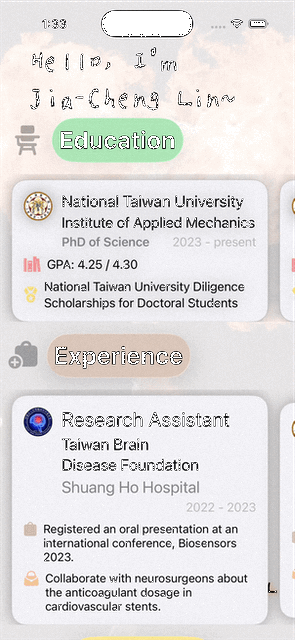 1:33
Hello, I'm
Jia-Cheng Lin~
Education
National Taiwan University
Institute of Applied Mechanics
PhD of Science 2023 - present
GPA: 4.25 / 4.30
National Taiwan University Diligence
Scholarships for Doctoral Students
Experience
Research Assistant
Taiwan Brain
Disease Foundation
Shuang Ho Hospital
2022 - 2023
Registered an oral presentation at an
international conference, Biosensors
2023.
Collaborate with neurosurgeons about
the anticoagulant dosage in
cardiovascular stents.